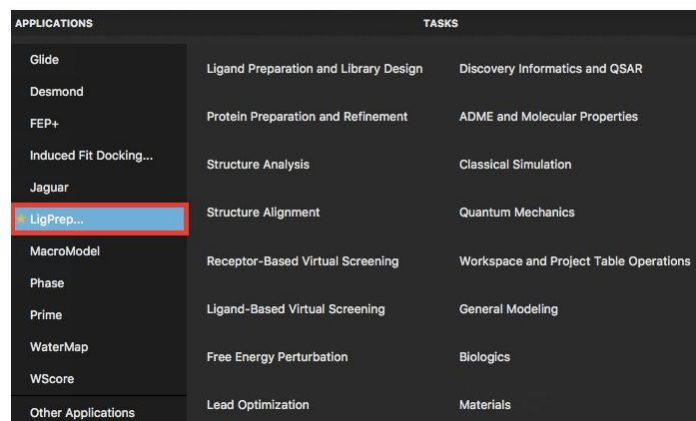 APPLICATIONS
TASKS
Glide
Desmond
FEP+
Induced Fit Docking...
Jaguar
LigPrep...
MacroModel
Phase
Prime
WaterMap
WScore
Other Applications
Ligand Preparation and Library Design
Protein Preparation and Refinement
Structure Analysis
Structure Alignment
Receptor-Based Virtual Screening
Ligand-Based Virtual Screening
Free Energy Perturbation
Lead Optimization
Discovery Informatics and QSAR
ADME and Molecular Properties
Classical Simulation
Quantum Mechanics
Workspace and Project Table Operations
General Modeling
Biologics
Materials